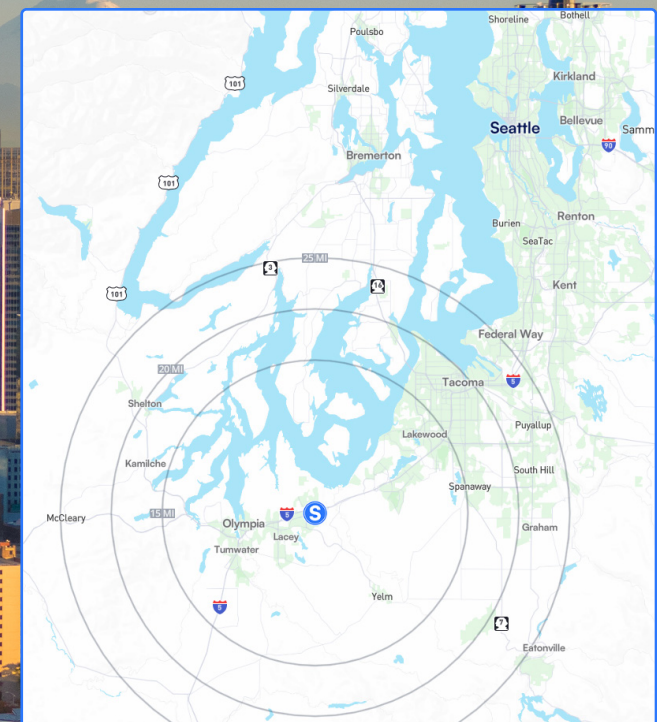 Shoreline
Bothell
Poulsbo
Kirkland
101
Silverdale
Seattle
Bellevue
Samm
90
Bremerton
101
Renton
Burien
SeaTac
25 MI
3
16
Kent
101
Federal Way
20 MI
Tacoma
5
Shelton
Puyallup
Lakewood
Kamilche
South Hill
Spanaway
McCleary
15 MI
5
S
Olympia
Graham
Lacey
Tumwater
Yelm
5
7
Eatonville